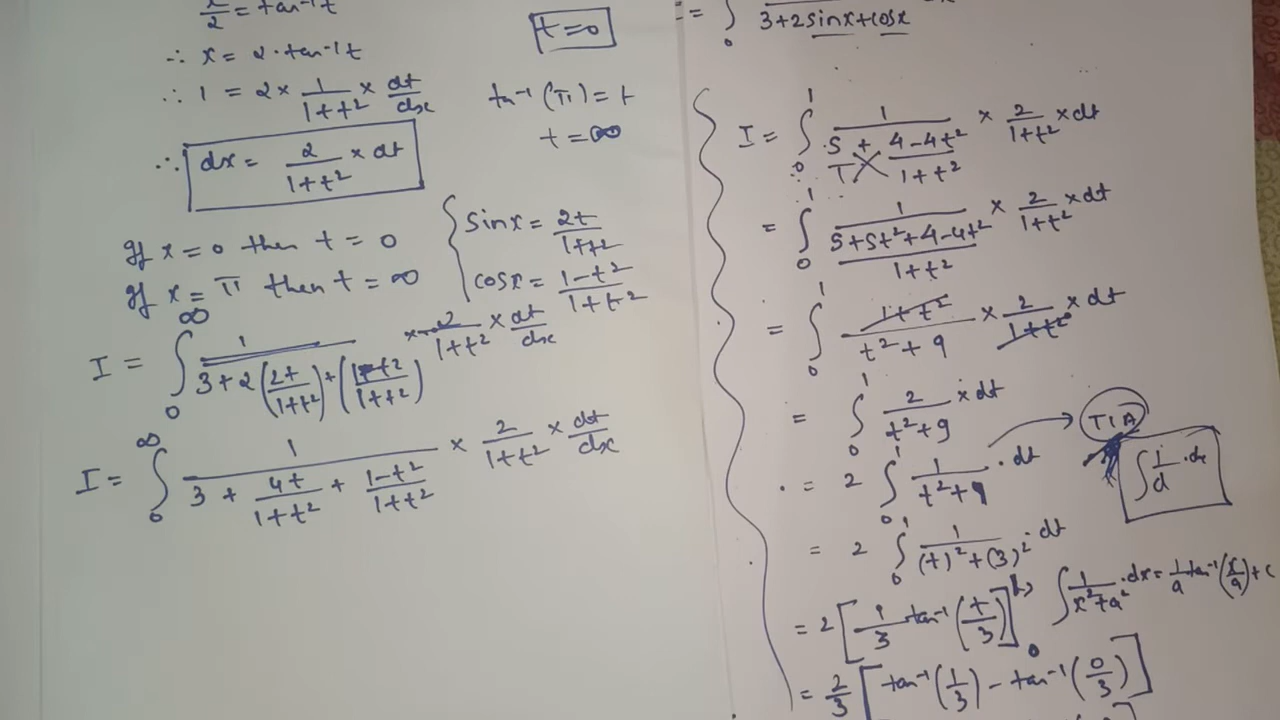 x/2 = tan⁻¹t
∴ x = 2·tan⁻¹t
∴ 1 = 2 × 1/(1+t²) × dt/dx
∴ dx = 2/(1+t²) × dt
t=0
tan⁻¹(π) = t
t = ∞
If x = 0 then t = 0
If x = π then t = ∞
sinx = 2t/(1+t²)
cosx = (1-t²)/(1+t²)
I = ∫₀^∞ 1/(3+2(2t/(1+t²))+((1-t²)/(1+t²))) × 2/(1+t²) × dt/dx
I = ∫₀^∞ 1/(3 + 4t/(1+t²) + (1-t²)/(1+t²)) × 2/(1+t²) × dt/dx
3+2sinx+cosx
I = ∫₀¹ 1/(5/1 + (4-4t²)/(1+t²)) × 2/(1+t²) × dt
= ∫₀¹ 1/((5+5t²+4-4t²)/(1+t²)) × 2/(1+t²) × dt
= ∫₀¹ (1+t²)/(t²+9) × 2/(1+t²) × dt
= ∫₀¹ 2/(t²+9) × dt
TIA
= 2 ∫₀¹ 1/(t²+9) · dt
∫ 1/d · dx
= 2 ∫₀¹ 1/((t)²+(3)²) · dt
= 2[1/3 tan⁻¹(t/3)]₀
∫ 1/(x²+a²) · dx = 1/a tan⁻¹(x/a) + c
= 2/3 [tan⁻¹(1/3) - tan⁻¹(0/3)]